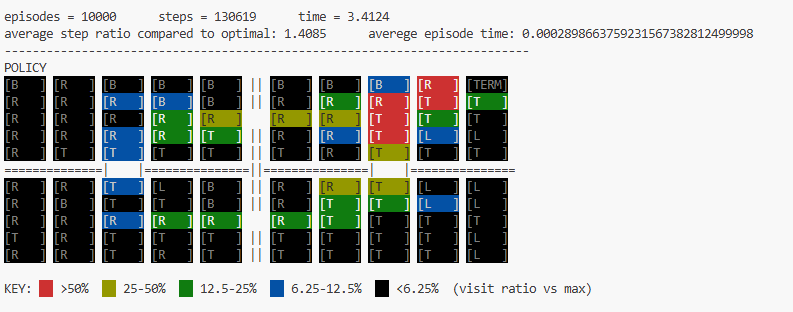 episodes = 10000 steps = 130619 time = 3.4124
average step ratio compared to optimal: 1.4085 averege episode time: 0.0002898663759231567382812499998
---------------------------------------------------------------------------
POLICY
[B ] [R ] [B ] [B ] [B ] || [B ] [B ] [B ] [R ] [TERM]
[R ] [R ] [R ] [B ] [B ] || [R ] [R ] [R ] [T ] [T ]
[R ] [R ] [R ] [R ] [R ] [R ] [R ] [T ] [T ] [T ]
[R ] [R ] [R ] [R ] [T ] || [R ] [R ] [T ] [L ] [L ]
[R ] [T ] [T ] [T ] [T ] || [R ] [R ] [T ] [T ] [T ]
==============| |===============||===============| |===============
[R ] [R ] [T ] [L ] [B ] || [R ] [R ] [T ] [L ] [L ]
[R ] [B ] [T ] [T ] [B ] || [R ] [T ] [T ] [L ] [L ]
[R ] [R ] [R ] [R ] [R ] [R ] [R ] [T ] [T ] [T ]
[T ] [R ] [T ] [T ] [T ] || [T ] [T ] [T ] [T ] [L ]
[R ] [R ] [T ] [T ] [R ] || [T ] [T ] [T ] [T ] [L ]
KEY: >50% 25-50% 12.5-25% 6.25-12.5% <6.25% (visit ratio vs max)